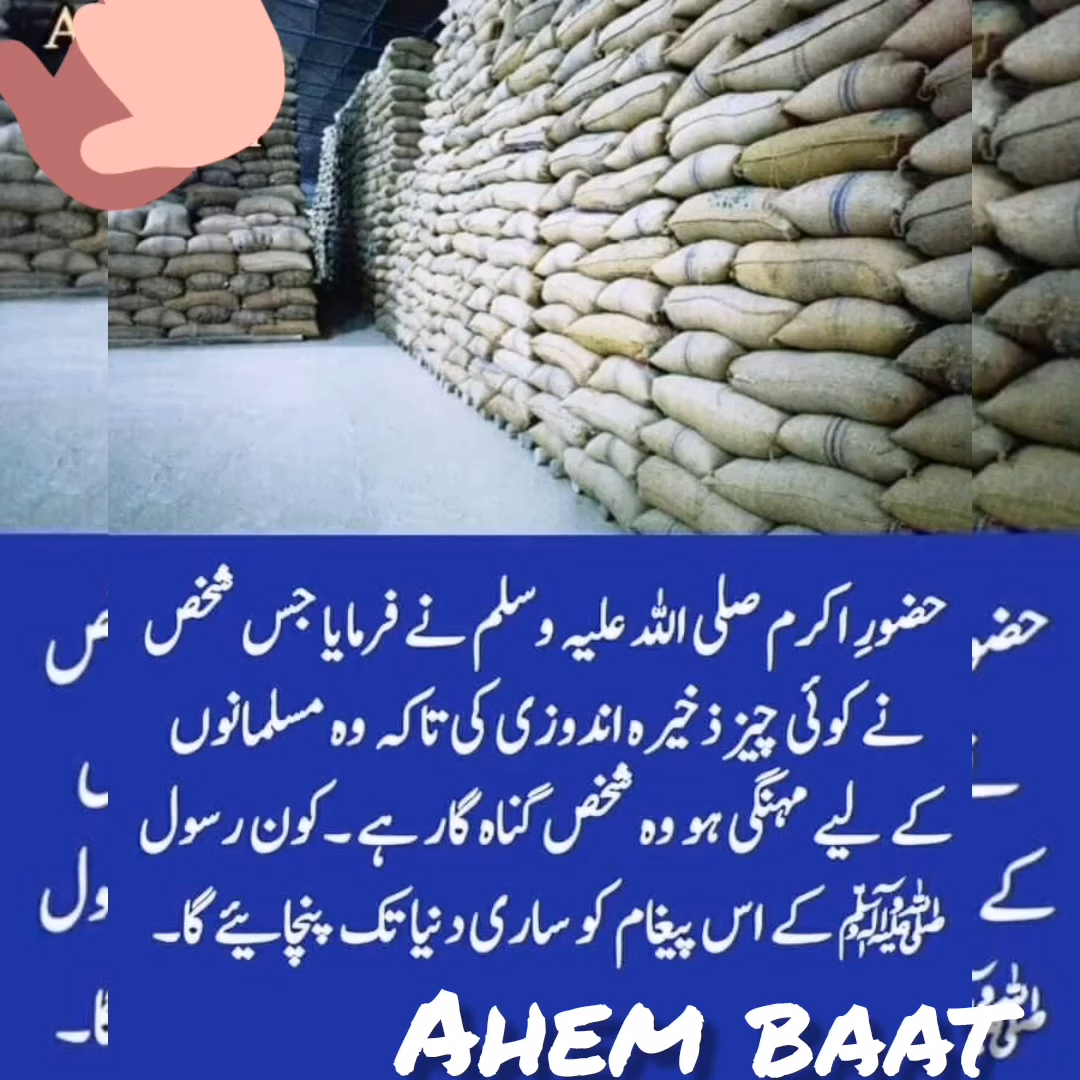 A
حضورِ اکرم صلی اللہ علیہ وسلم نے فرمایا جس شخص
نے کوئی چیز ذخیرہ اندوزی کی تاکہ وہ مسلمانوں
کے لیے مہنگی ہو وہ شخص گناہ گار ہے۔ کون رسول
ﷺ کے اس پیغام کو ساری دنیا تک پنچایئے گا۔
AHEM BAAT